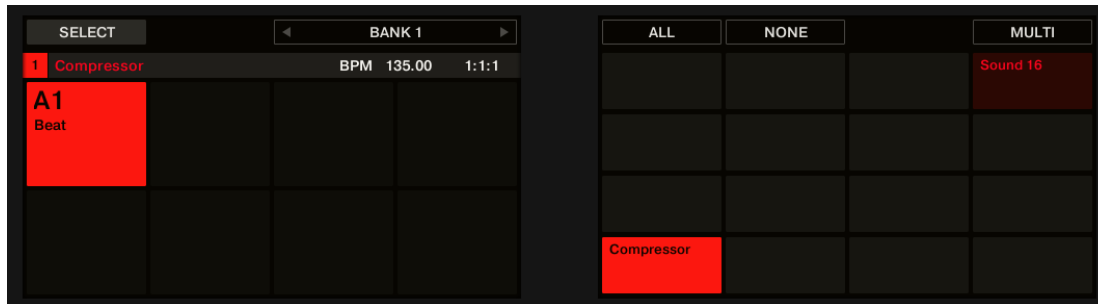 SELECT
BANK 1
1 Compressor BPM 135.00 1:1:1
A1
Beat
ALL NONE MULTI
Sound 16
Compressor